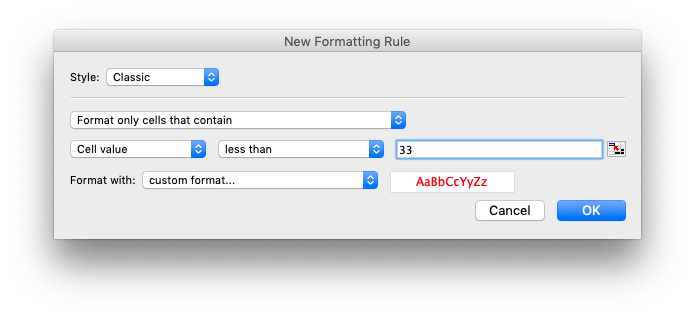 New Formatting Rule
Style: Classic
Format only cells that contain
Cell value less than 33
Format with: custom format... AaBbCcYyZz
Cancel OK